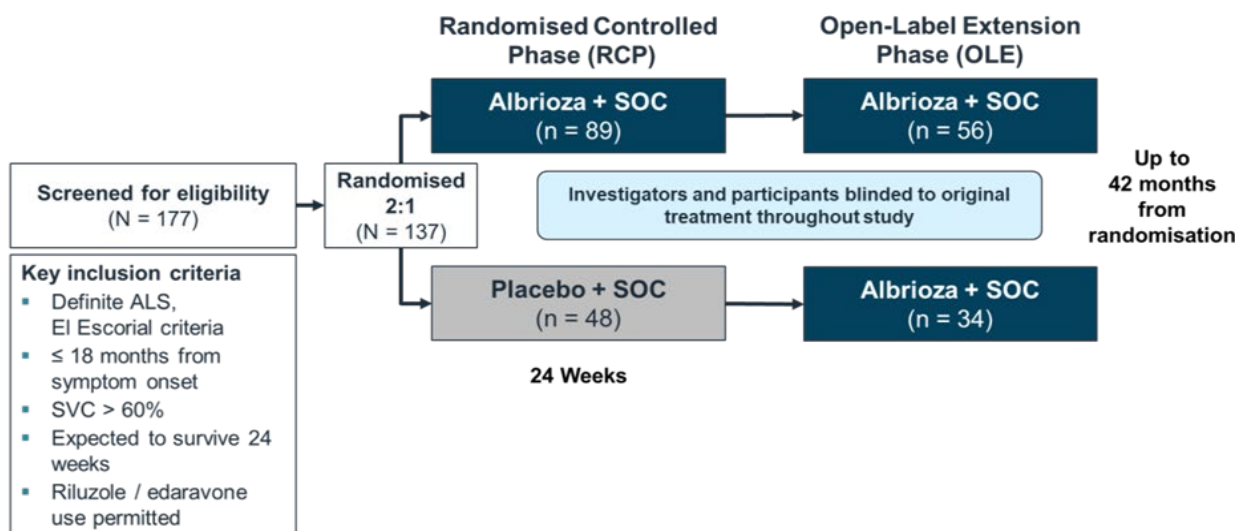 Randomised Controlled
Phase (RCP)
Open-Label Extension
Phase (OLE)
Albrioza + SOC
(n = 89)
Albrioza + SOC
(n = 56)
Screened for eligibility
(N = 177)
Randomised
2:1
(N = 137)
Investigators and participants blinded to original
treatment throughout study
Up to
42 months
from
randomisation
Placebo + SOC
(n = 48)
Albrioza + SOC
(n = 34)
24 Weeks
Key inclusion criteria
▪ Definite ALS,
El Escorial criteria
▪ ≤ 18 months from
symptom onset
▪ SVC > 60%
▪ Expected to survive 24
weeks
▪ Riluzole / edaravone
use permitted